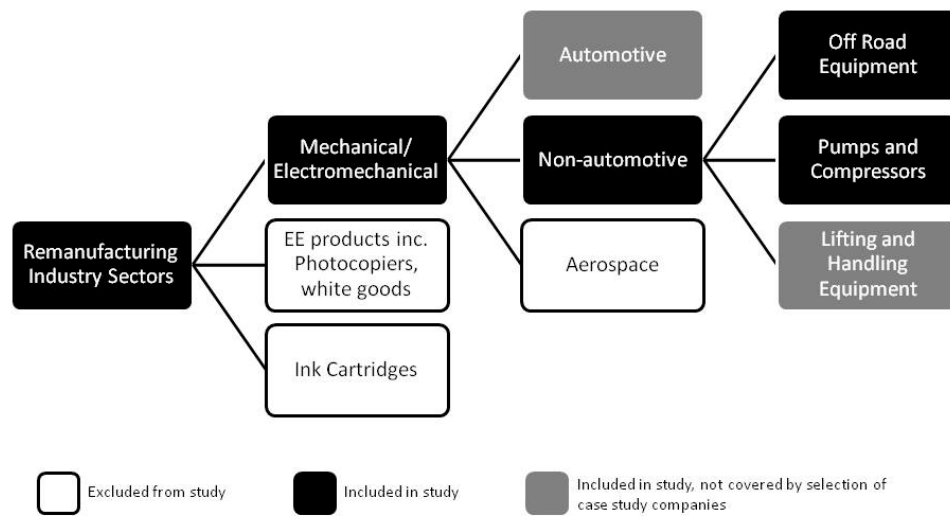 Remanufacturing
Industry Sectors
Mechanical/
Electromechanical
EE products inc.
Photocopiers,
white goods
Ink Cartridges
Automotive
Non-automotive
Aerospace
Off Road
Equipment
Pumps and
Compressors
Lifting and
Handling
Equipment
Excluded from study
Included in study
Included in study, not covered by selection of
case study companies